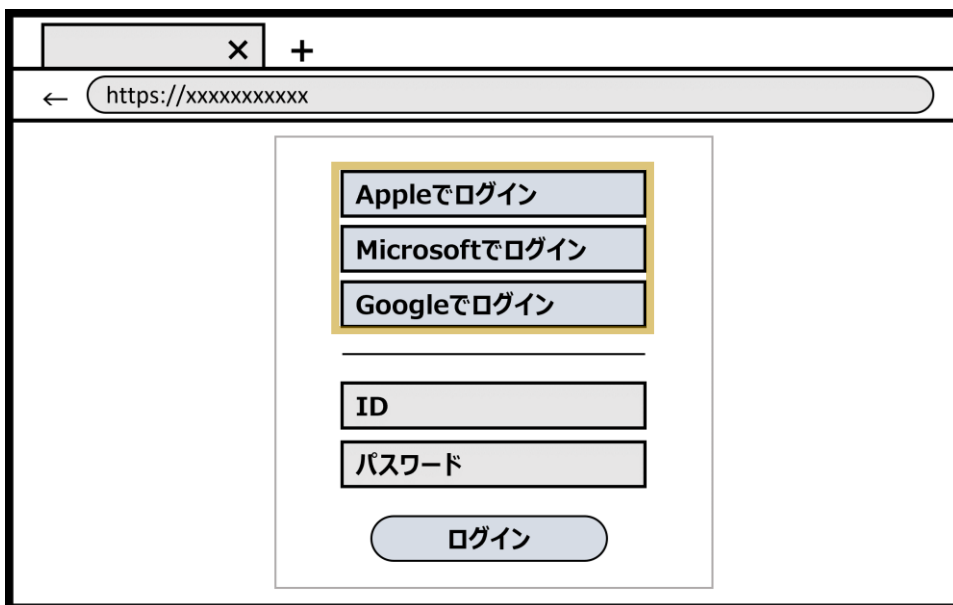 × +
← https://xxxxxxxxxxx
Appleでログイン
Microsoftでログイン
Googleでログイン
ID
パスワード
ログイン